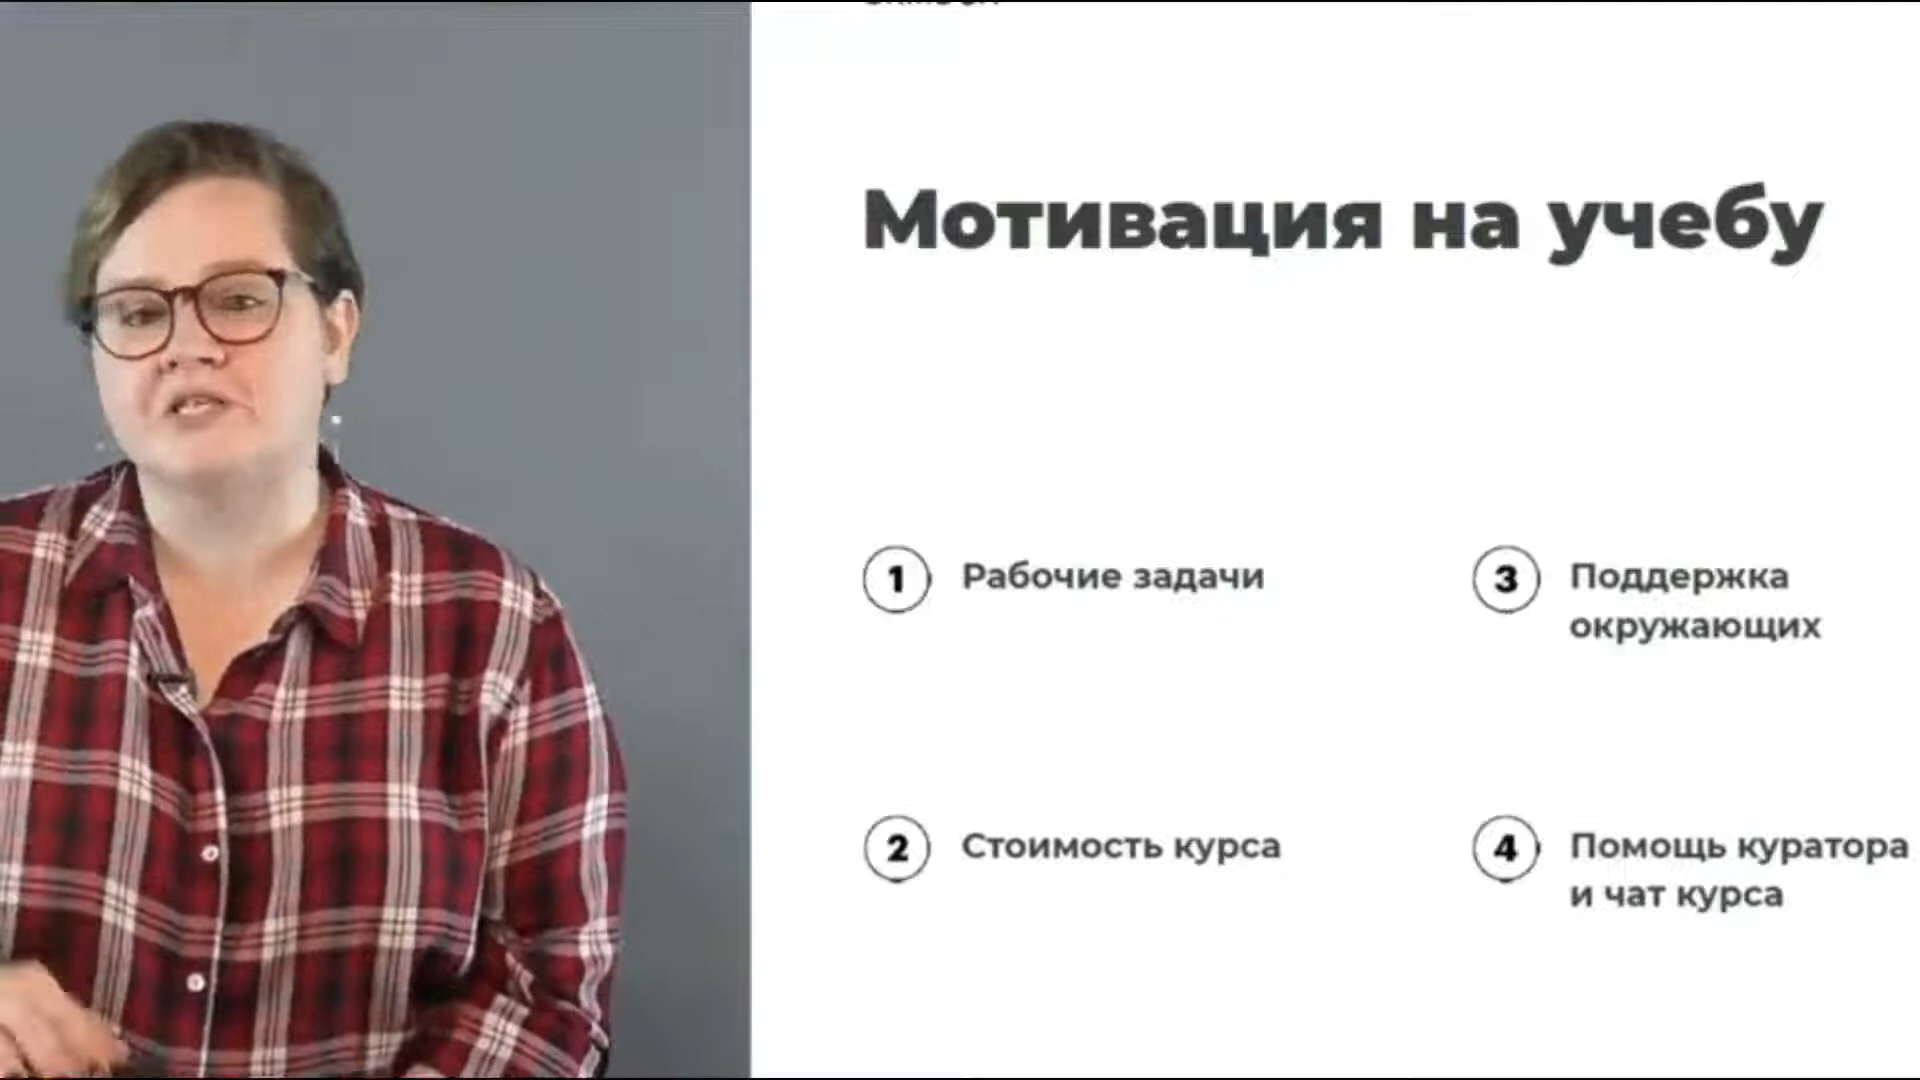 Мотивация на учебу
1 Рабочие задачи
2 Стоимость курса
3 Поддержка
окружающих
4 Помощь куратора
и чат курса